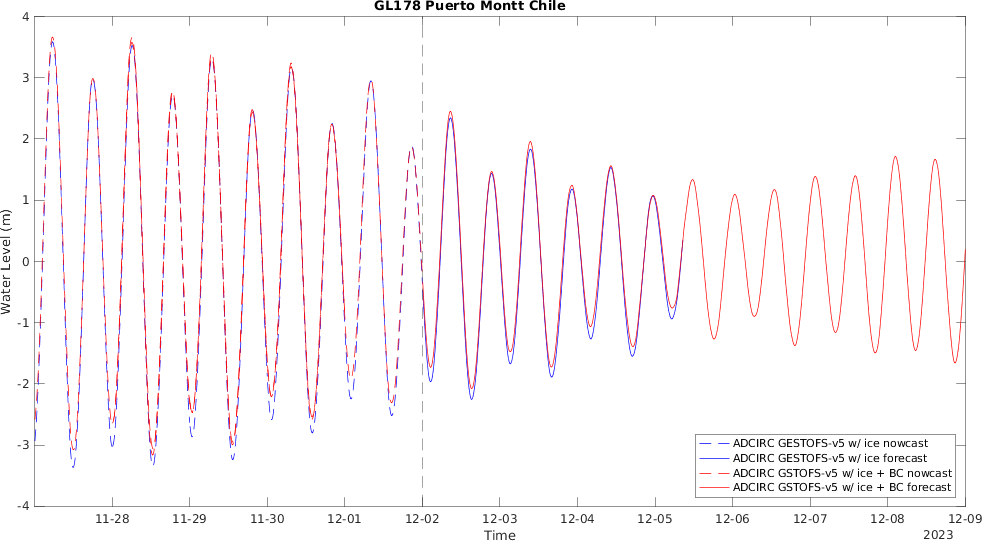 GL178 Puerto Montt Chile
4
3
2
1
0
-1
-2
-3
-4
Water Level (m)
11-28 11-29 11-30 12-01 12-02 12-03 12-04 12-05 12-06 12-07 12-08 12-09
Time
2023
ADCIRC GESTOFS-v5 w/ ice nowcast
ADCIRC GESTOFS-v5 w/ ice forecast
ADCIRC GSTOFS-v5 w/ ice + BC nowcast
ADCIRC GSTOFS-v5 w/ ice + BC forecast